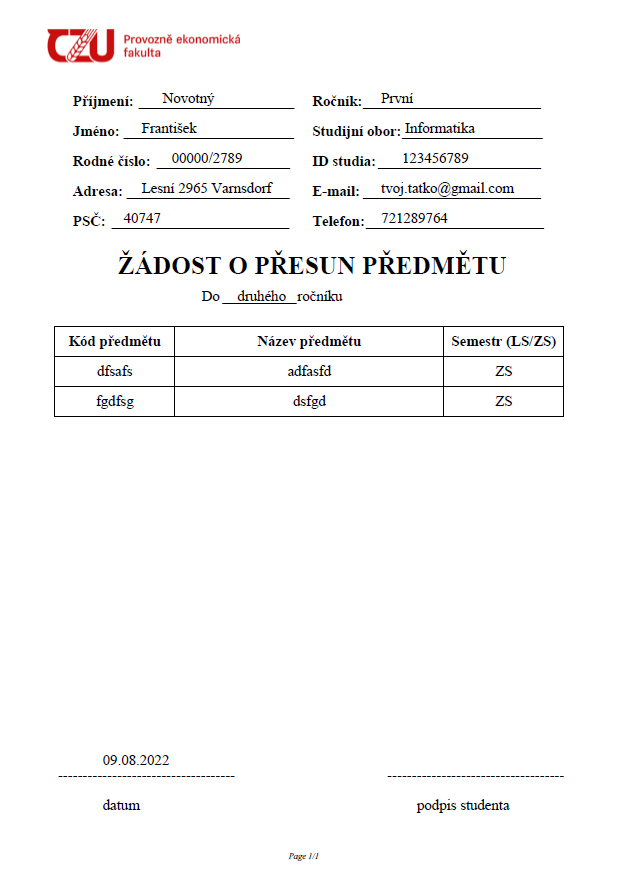 CZU Provozně ekonomická
fakulta
Příjmení: Novotný Ročník: První
Jméno: František Studijní obor: Informatika
Rodné číslo: 00000/2789 ID studia: 123456789
Adresa: Lesní 2965 Varnsdorf E-mail: tvoj.tatko@gmail.com
PSČ: 40747 Telefon: 721289764
ŽÁDOST O PŘESUN PŘEDMĚTU
Do druhého ročníku
Kód předmětu Název předmětu Semestr (LS/ZS)
dfsafs adfasfd ZS
fgdfsg dsfgd ZS
09.08.2022
datum podpis studenta
Page 1/1